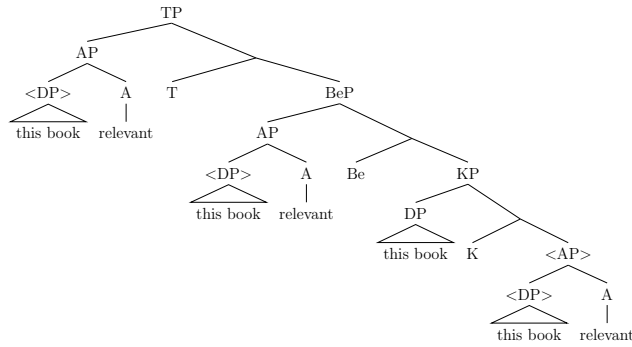 TP
AP
<DP> A T BeP
this book relevant AP
<DP> A Be KP
this book relevant DP
this book K <AP>
<DP> A
this book relevant